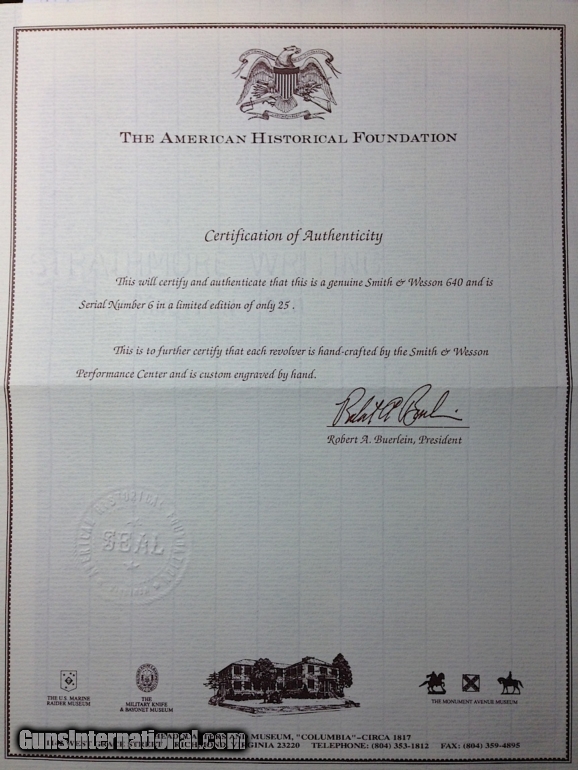 THE AMERICAN HISTORICAL FOUNDATION
Certification of Authenticity
This will certify and authenticate that this is a genuine Smith & Wesson 640 and is
Serial Number 6 in a limited edition of only 25 .
This is to further certify that each revolver is hand-crafted by the Smith & Wesson
Performance Center and is custom engraved by hand.
Robert A. Buerlein, President
SEAL
THE U.S. MARINE
RAIDER MUSEUM
THE
MILITARY KNIFE
& BAYONET MUSEUM
THE MONUMENT AVENUE MUSEUM
MUSEUM, "COLUMBIA"–CIRCA 1817
VIRGINIA 23220 TELEPHONE: (804) 353-1812 FAX: (804) 359-4895
GunsInternational.com